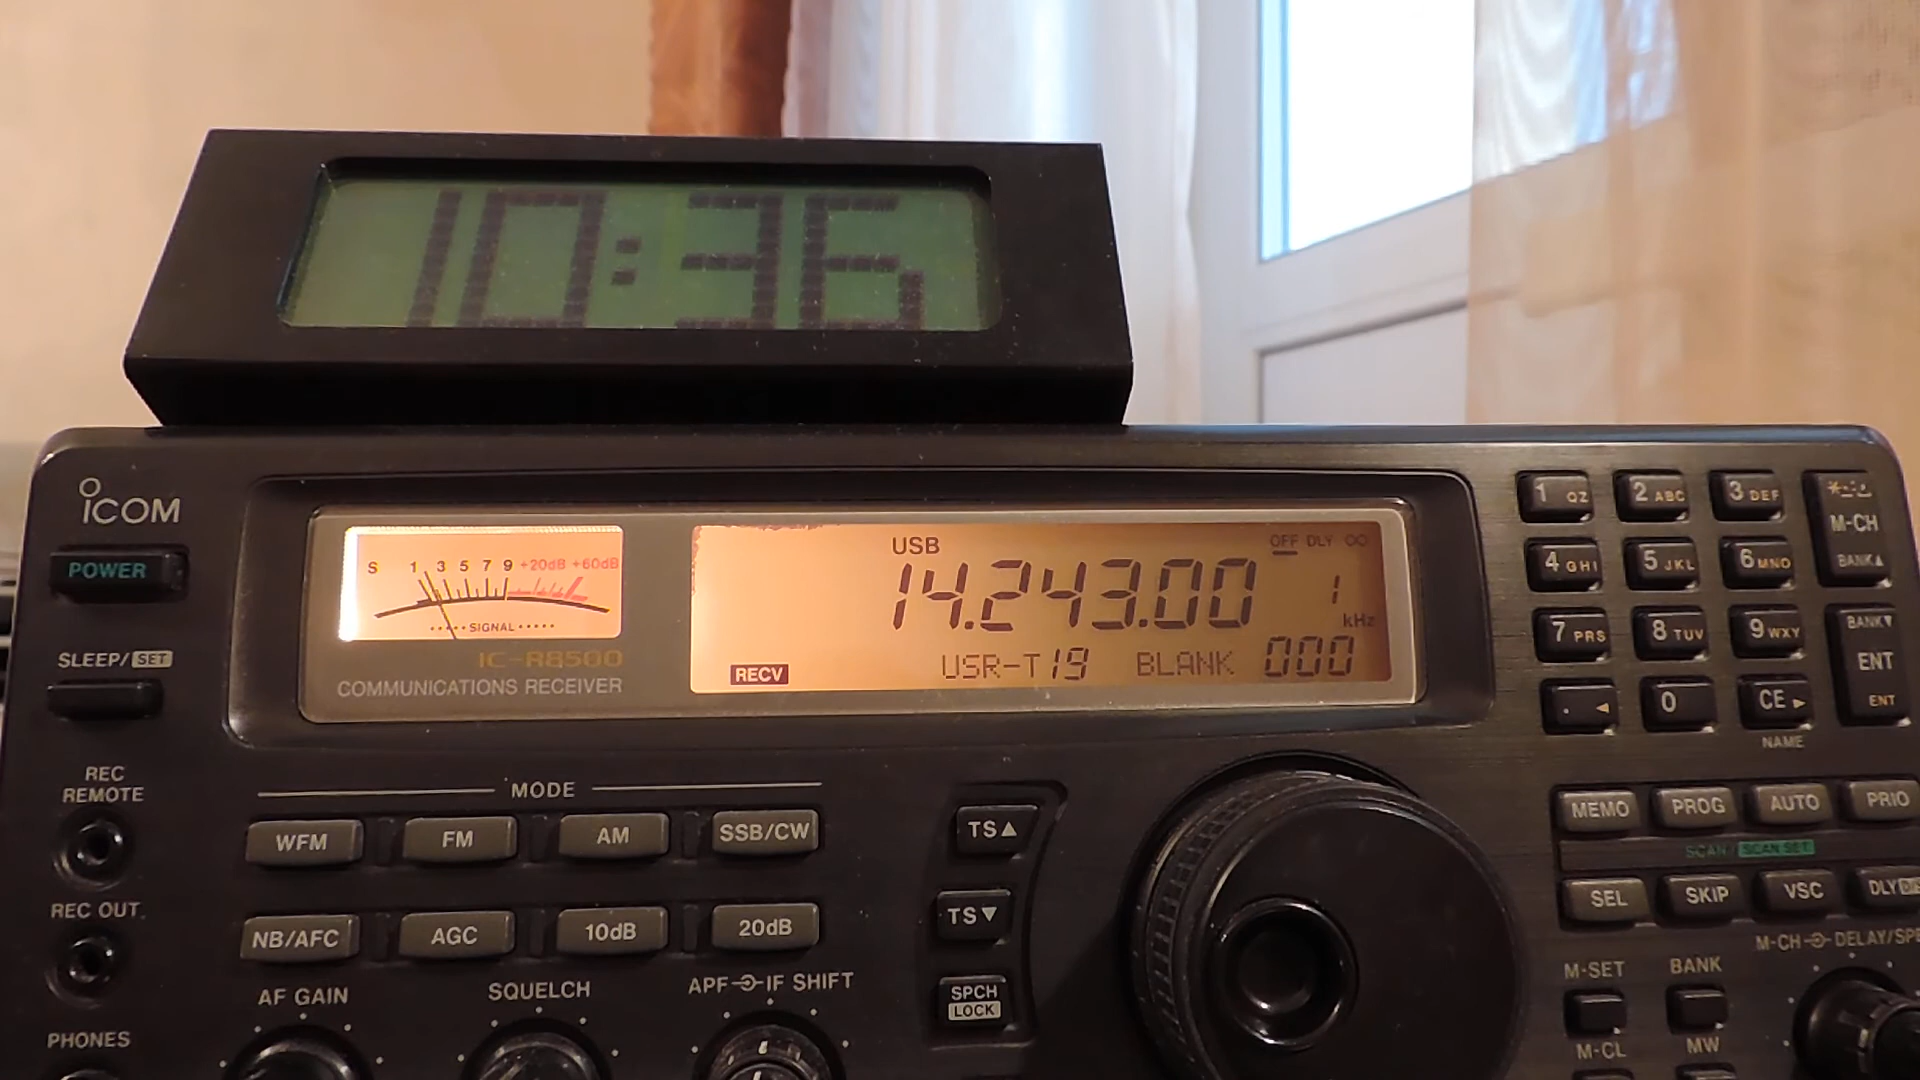 10:36
ICOM
POWER
SLEEP/SET
REC REMOTE
REC OUT
PHONES
S 1 3 5 7 9 +20dB +60dB
SIGNAL
IC-R8500
COMMUNICATIONS RECEIVER
USB
OFF DLY ∞
14.243.00
1
kHz
RECV
USR-T19 BLANK 000
1 QZ 2 ABC 3 DEF
M-CH
BANK▲
4 GHI 5 JKL 6 MNO
7 PRS 8 TUV 9 WXY
BANK▼
ENT
ENT
. ◄ 0 CE ►
NAME
MODE
WFM FM AM SSB/CW
NB/AFC AGC 10dB 20dB
AF GAIN SQUELCH APF IF SHIFT
TS▲
TS▼
SPCH
LOCK
MEMO PROG AUTO PRIO
SCAN / SCAN SET
SEL SKIP VSC DLY
M-CH DELAY/
M-SET BANK
M-CL MW